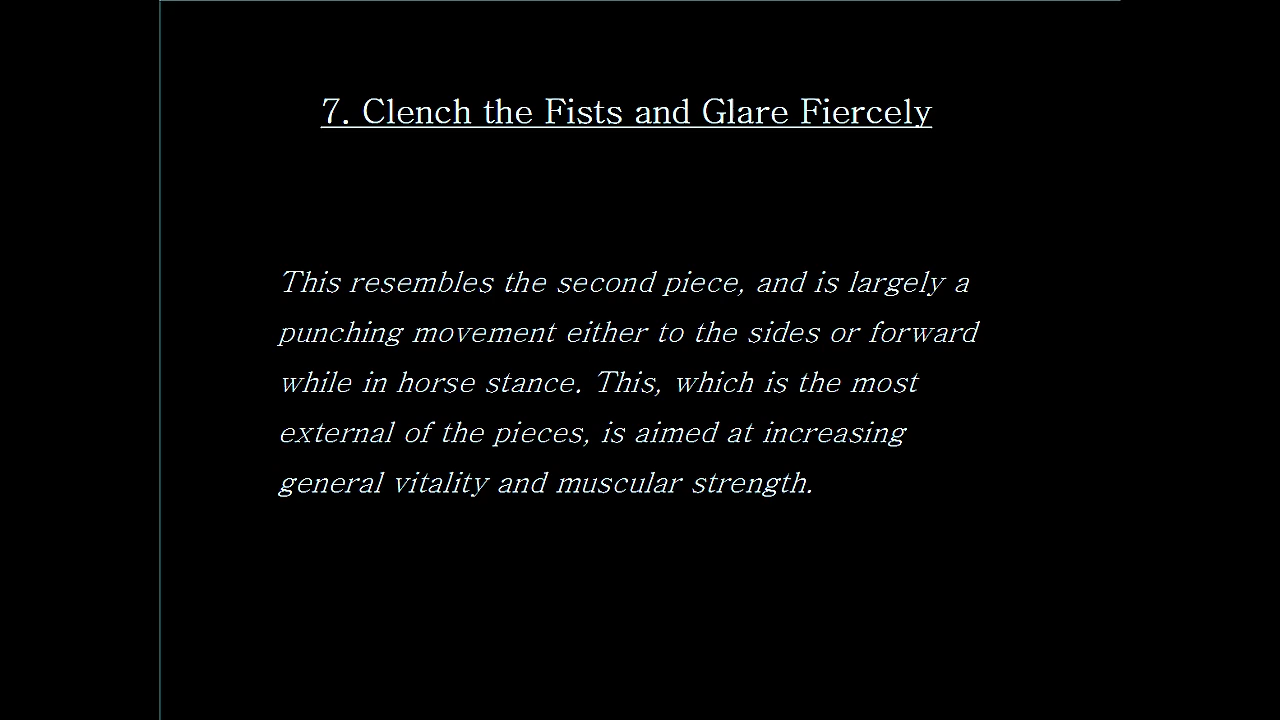 7. Clench the Fists and Glare Fiercely
This resembles the second piece, and is largely a
punching movement either to the sides or forward
while in horse stance. This, which is the most
external of the pieces, is aimed at increasing
general vitality and muscular strength.